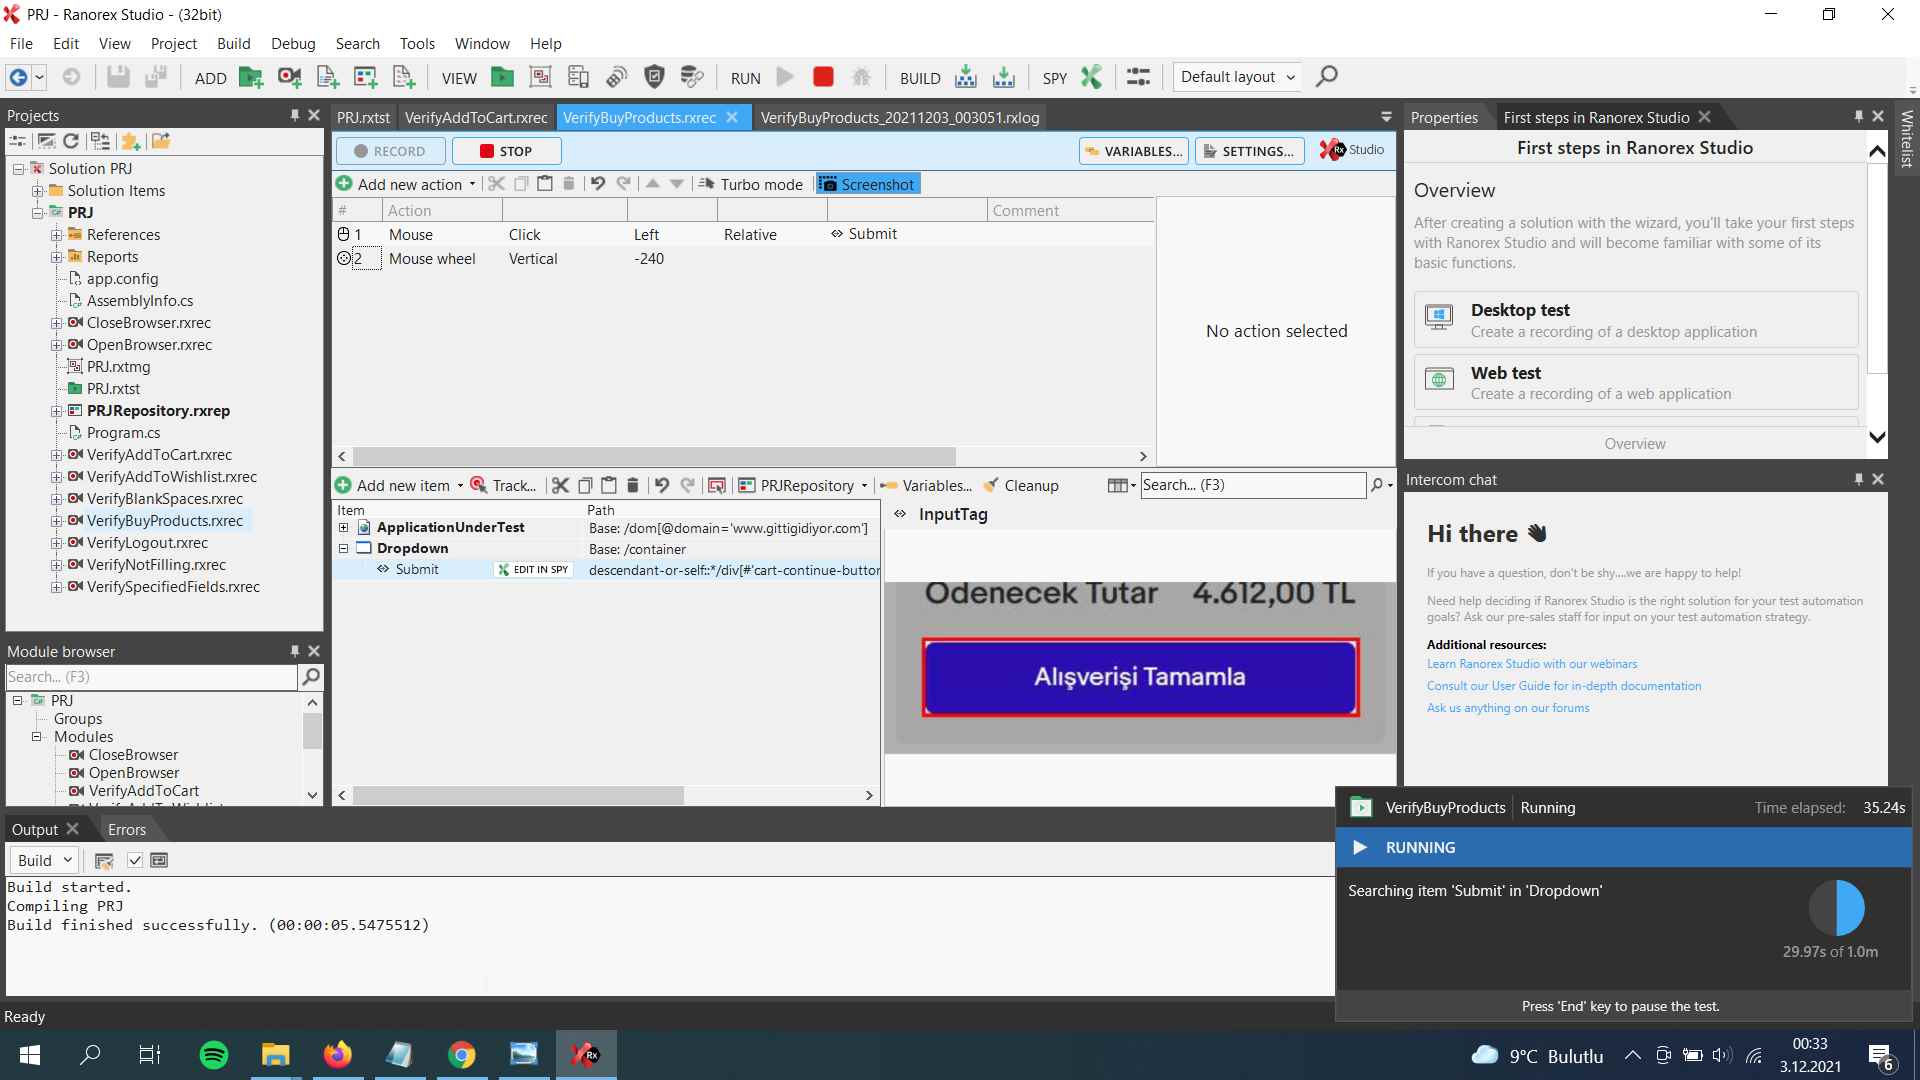 PRJ - Ranorex Studio - (32bit)
File Edit View Project Build Debug Search Tools Window Help
ADD VIEW RUN BUILD SPY Default layout
Projects
Solution PRJ
Solution Items
PRJ
References
Reports
app.config
AssemblyInfo.cs
CloseBrowser.rxrec
OpenBrowser.rxrec
PRJ.rxtmg
PRJ.rxtst
PRJRepository.rxrep
Program.cs
VerifyAddToCart.rxrec
VerifyAddToWishlist.rxrec
VerifyBlankSpaces.rxrec
VerifyBuyProducts.rxrec
VerifyLogout.rxrec
VerifyNotFilling.rxrec
VerifySpecifiedFields.rxrec
Module browser
Search... (F3)
PRJ
Groups
Modules
CloseBrowser
OpenBrowser
VerifyAddToCart
PRJ.rxtst VerifyAddToCart.rxrec VerifyBuyProducts.rxrec VerifyBuyProducts_20211203_003051.rxlog
RECORD STOP VARIABLES... SETTINGS... Rx Studio
Add new action Turbo mode Screenshot
# Action Comment
1 Mouse Click Left Relative Submit
2 Mouse wheel Vertical -240
No action selected
Add new item Track... PRJRepository Variables... Cleanup Search... (F3)
Item Path
ApplicationUnderTest Base: /dom[@domain='www.gittigidiyor.com']
Dropdown Base: /container
Submit EDIT IN SPY descendant-or-self::*/div[#'cart-continue-buttor
InputTag
Ödenecek Tutar 4.612,00 TL
Alışverişi Tamamla
Properties First steps in Ranorex Studio
First steps in Ranorex Studio
Overview
After creating a solution with the wizard, you'll take your first steps
with Ranorex Studio and will become familiar with some of its
basic functions.
Desktop test
Create a recording of a desktop application
Web test
Create a recording of a web application
Overview
Whitelist
Intercom chat
Hi there
If you have a question, don't be shy....we are happy to help!
Need help deciding if Ranorex Studio is the right solution for your test automation
goals? Ask our pre-sales staff for input on your test automation strategy.
Additional resources:
Learn Ranorex Studio with our webinars
Consult our User Guide for in-depth documentation
Ask us anything on our forums
VerifyBuyProducts Running Time elapsed: 35.24s
RUNNING
Searching item 'Submit' in 'Dropdown'
29.97s of 1.0m
Press 'End' key to pause the test.
Output Errors
Build
Build started.
Compiling PRJ
Build finished successfully. (00:00:05.5475512)
Ready
Rx
9°C Bulutlu
00:33
3.12.2021
6